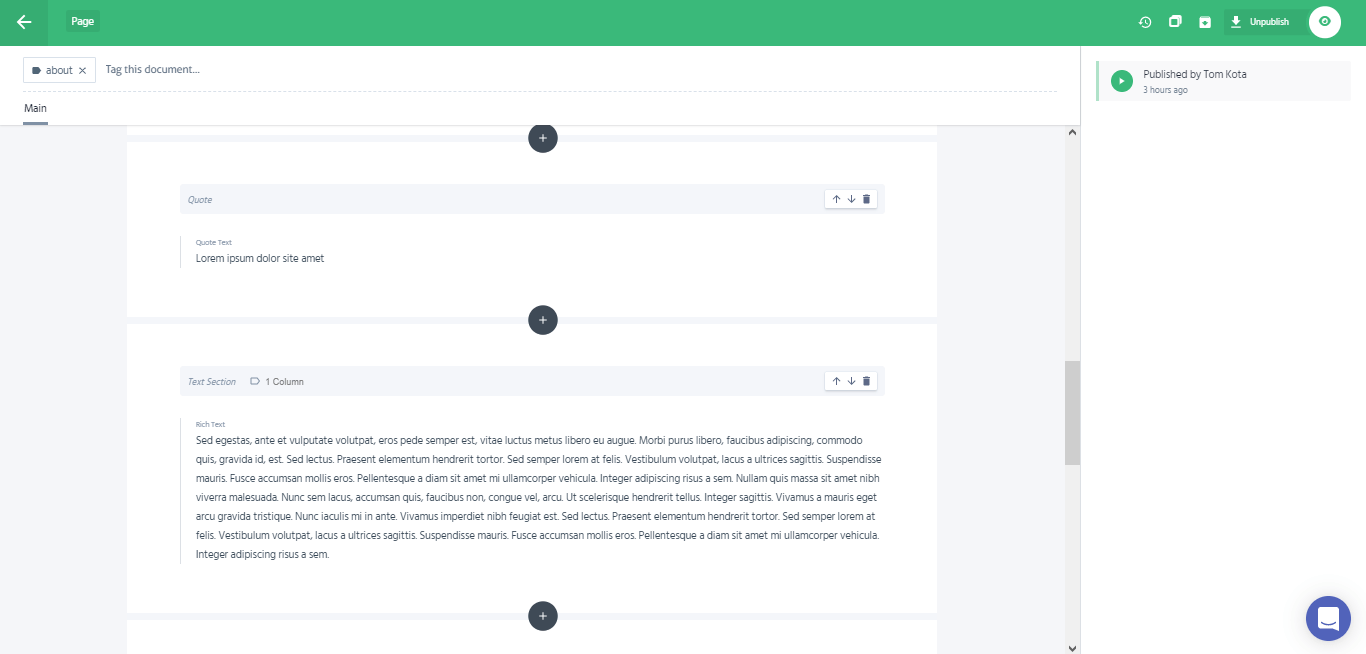 Page
Unpublish
about
Tag this document...
Main
Published by Tom Kota
3 hours ago
Quote
Quote Text
Lorem ipsum dolor site amet
Text Section
1 Column
Rich Text
Sed egestas, ante et vulputate volutpat, eros pede semper est, vitae luctus metus libero eu augue. Morbi purus libero, faucibus adipiscing, commodo
quis, gravida id, est. Sed lectus. Praesent elementum hendrerit tortor. Sed semper lorem at felis. Vestibulum volutpat, lacus a ultrices sagittis. Suspendisse
mauris. Fusce accumsan mollis eros. Pellentesque a diam sit amet mi ullamcorper vehicula. Integer adipiscing risus a sem. Nullam quis massa sit amet nibh
viverra malesuada. Nunc sem lacus, accumsan quis, faucibus non, congue vel, arcu. Ut scelerisque hendrerit tellus. Integer sagittis. Vivamus a mauris eget
arcu gravida tristique. Nunc iaculis mi in ante. Vivamus imperdiet nibh feugiat est. Sed lectus. Praesent elementum hendrerit tortor. Sed semper lorem at
felis. Vestibulum volutpat, lacus a ultrices sagittis. Suspendisse mauris. Fusce accumsan mollis eros. Pellentesque a diam sit amet mi ullamcorper vehicula.
Integer adipiscing risus a sem.